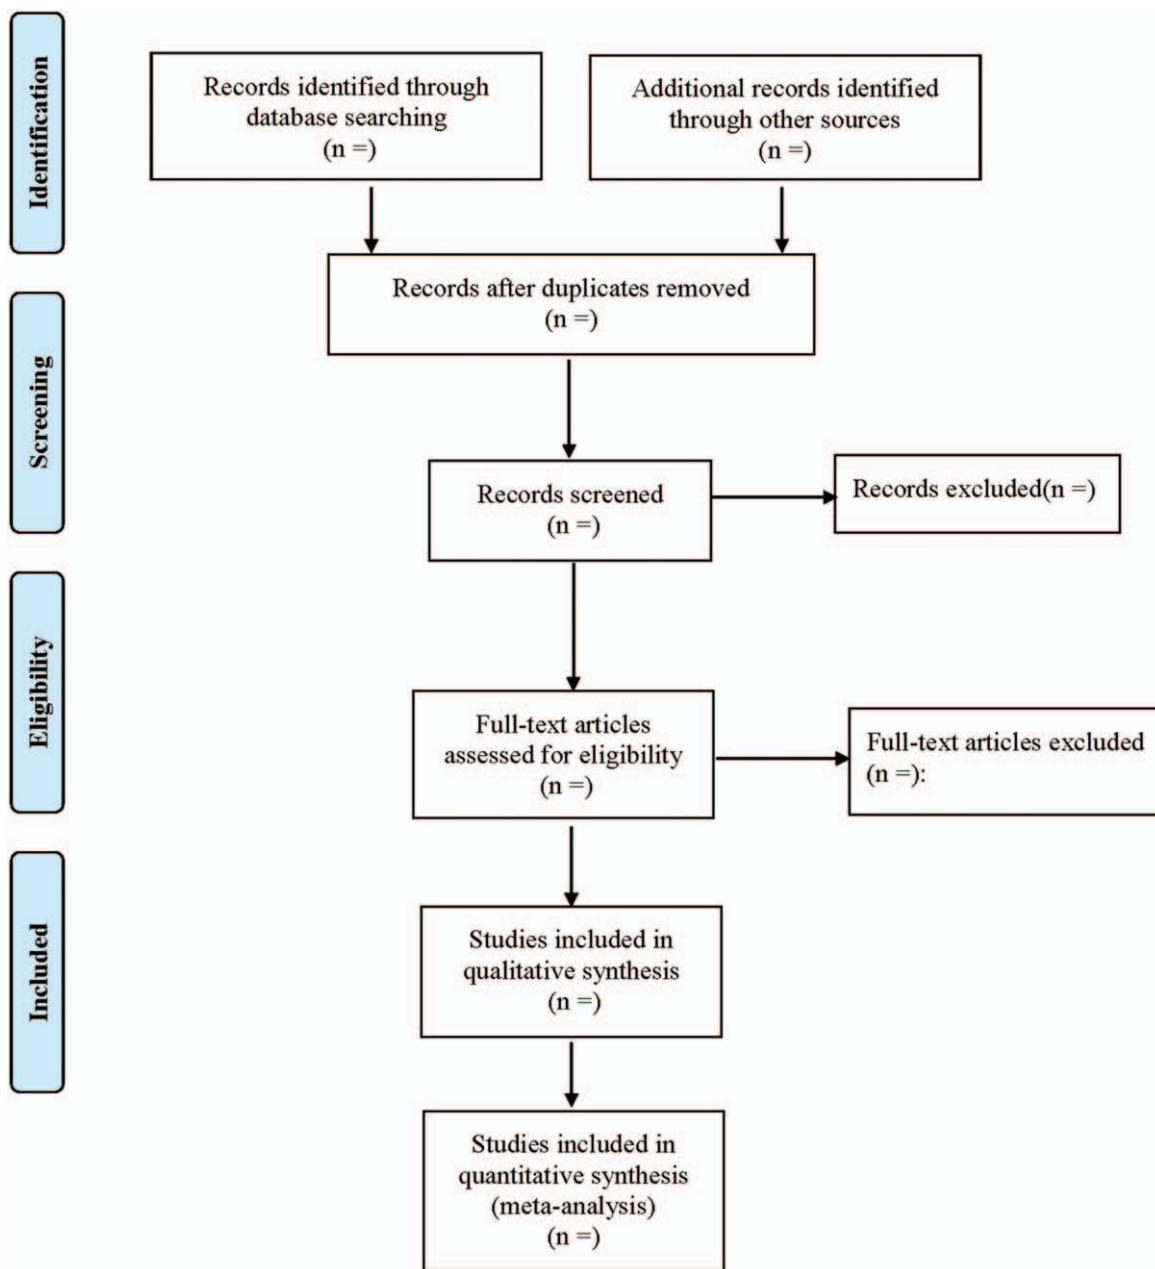 Identification
Records identified through
database searching
(n =)
Additional records identified
through other sources
(n =)
Records after duplicates removed
(n =)
Screening
Records screened
(n =)
Records excluded(n =)
Eligibility
Full-text articles
assessed for eligibility
(n =)
Full-text articles excluded
(n =):
Included
Studies included in
qualitative synthesis
(n =)
Studies included in
quantitative synthesis
(meta-analysis)
(n =)